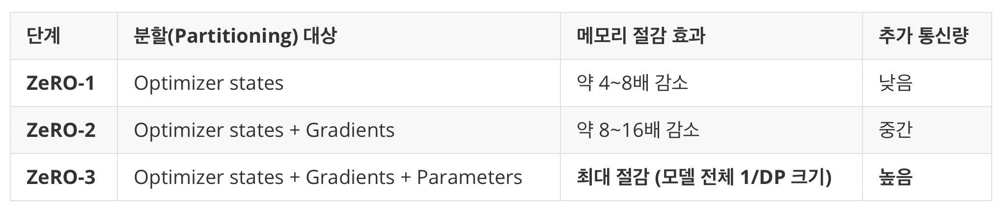 단계 분할(Partitioning) 대상 메모리 절감 효과 추가 통신량
ZeRO-1 Optimizer states 약 4~8배 감소 낮음
ZeRO-2 Optimizer states + Gradients 약 8~16배 감소 중간
ZeRO-3 Optimizer states + Gradients + Parameters 최대 절감 (모델 전체 1/DP 크기) 높음